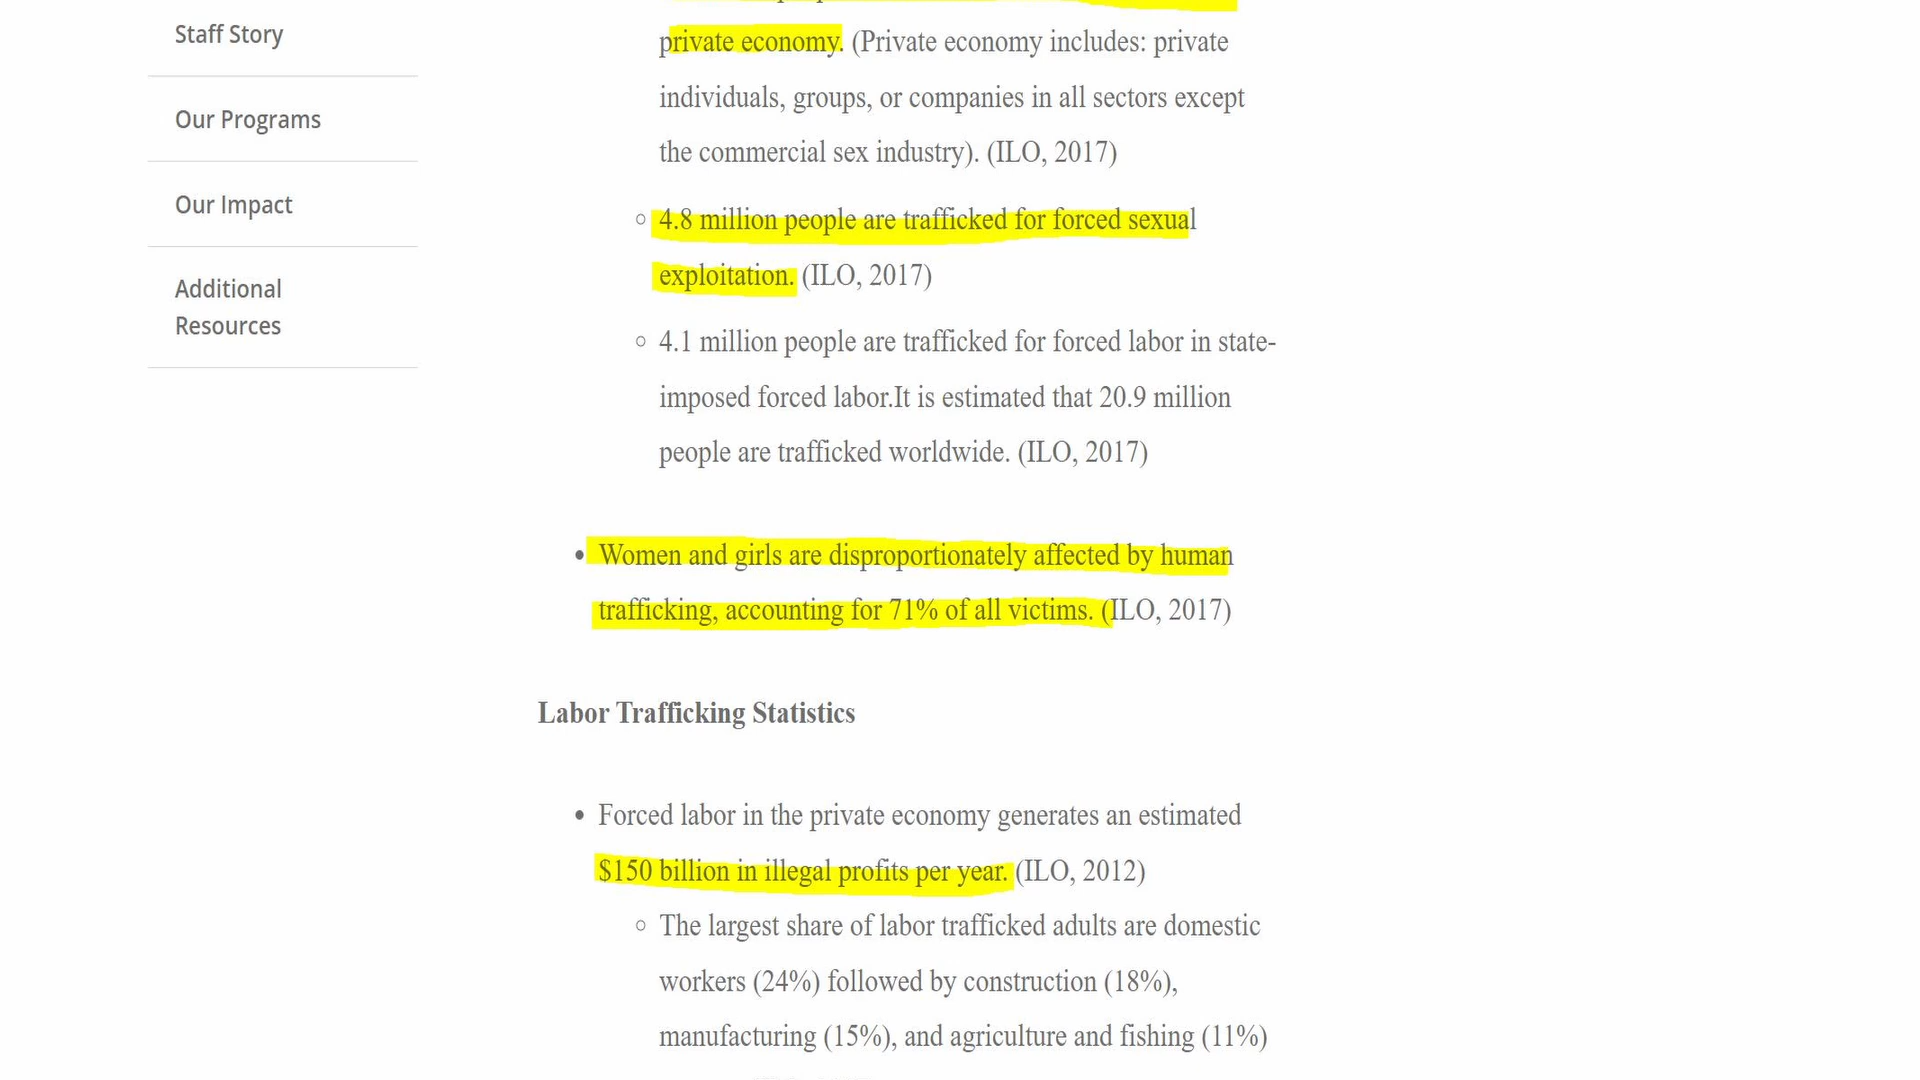 Staff Story
Our Programs
Our Impact
Additional
Resources
private economy. (Private economy includes: private
individuals, groups, or companies in all sectors except
the commercial sex industry). (ILO, 2017)
4.8 million people are trafficked for forced sexual
exploitation. (ILO, 2017)
4.1 million people are trafficked for forced labor in state-
imposed forced labor.It is estimated that 20.9 million
people are trafficked worldwide. (ILO, 2017)
Women and girls are disproportionately affected by human
trafficking, accounting for 71% of all victims. (ILO, 2017)
Labor Trafficking Statistics
Forced labor in the private economy generates an estimated
$150 billion in illegal profits per year. (ILO, 2012)
The largest share of labor trafficked adults are domestic
workers (24%) followed by construction (18%),
manufacturing (15%), and agriculture and fishing (11%)